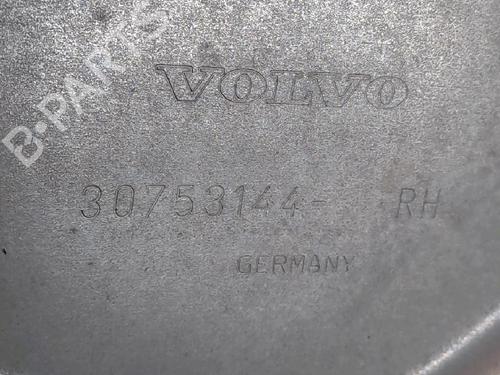 B-PARTS
VOLVO
30753144- RH
GERMANY